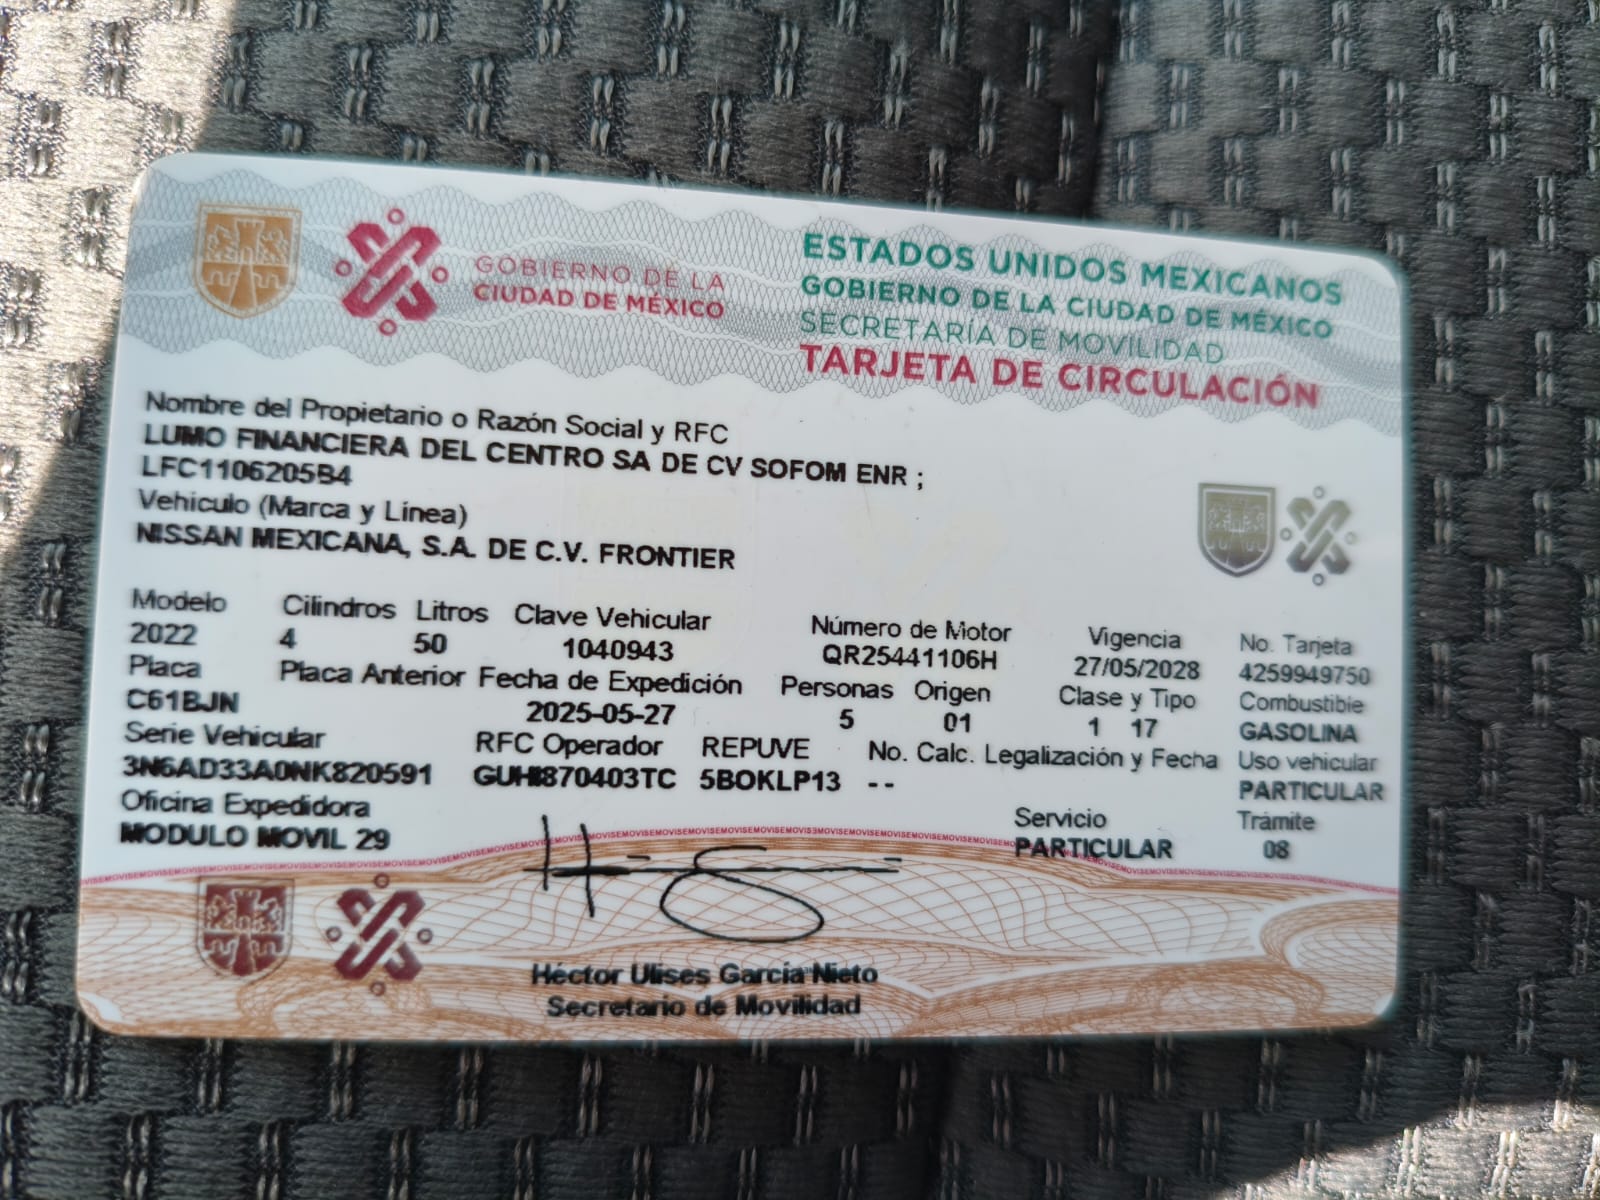 GOBIERNO DE LA
CIUDAD DE MÉXICO
ESTADOS UNIDOS MEXICANOS
GOBIERNO DE LA CIUDAD DE MÉXICO
SECRETARÍA DE MOVILIDAD
TARJETA DE CIRCULACIÓN
Nombre del Propietario o Razón Social y RFC
LUMO FINANCIERA DEL CENTRO SA DE CV SOFOM ENR ;
LFC1106205B4
Vehículo (Marca y Línea)
NISSAN MEXICANA, S.A. DE C.V. FRONTIER
Modelo Cilindros Litros Clave Vehicular Número de Motor Vigencia No. Tarjeta
2022 4 50 1040943 QR25441106H 27/05/2028 4259949750
Placa Placa Anterior Fecha de Expedición Personas Origen Clase y Tipo Combustible
C61BJN 2025-05-27 5 01 1 17 GASOLINA
Serie Vehicular RFC Operador REPUVE No. Calc. Legalización y Fecha Uso vehicular
3N6AD33A0NK820591 GUHI870403TC 5BOKLP13 -- PARTICULAR
Oficina Expedidora Servicio Trámite
MODULO MOVIL 29 PARTICULAR 08
Héctor Ulises García Nieto
Secretario de Movilidad